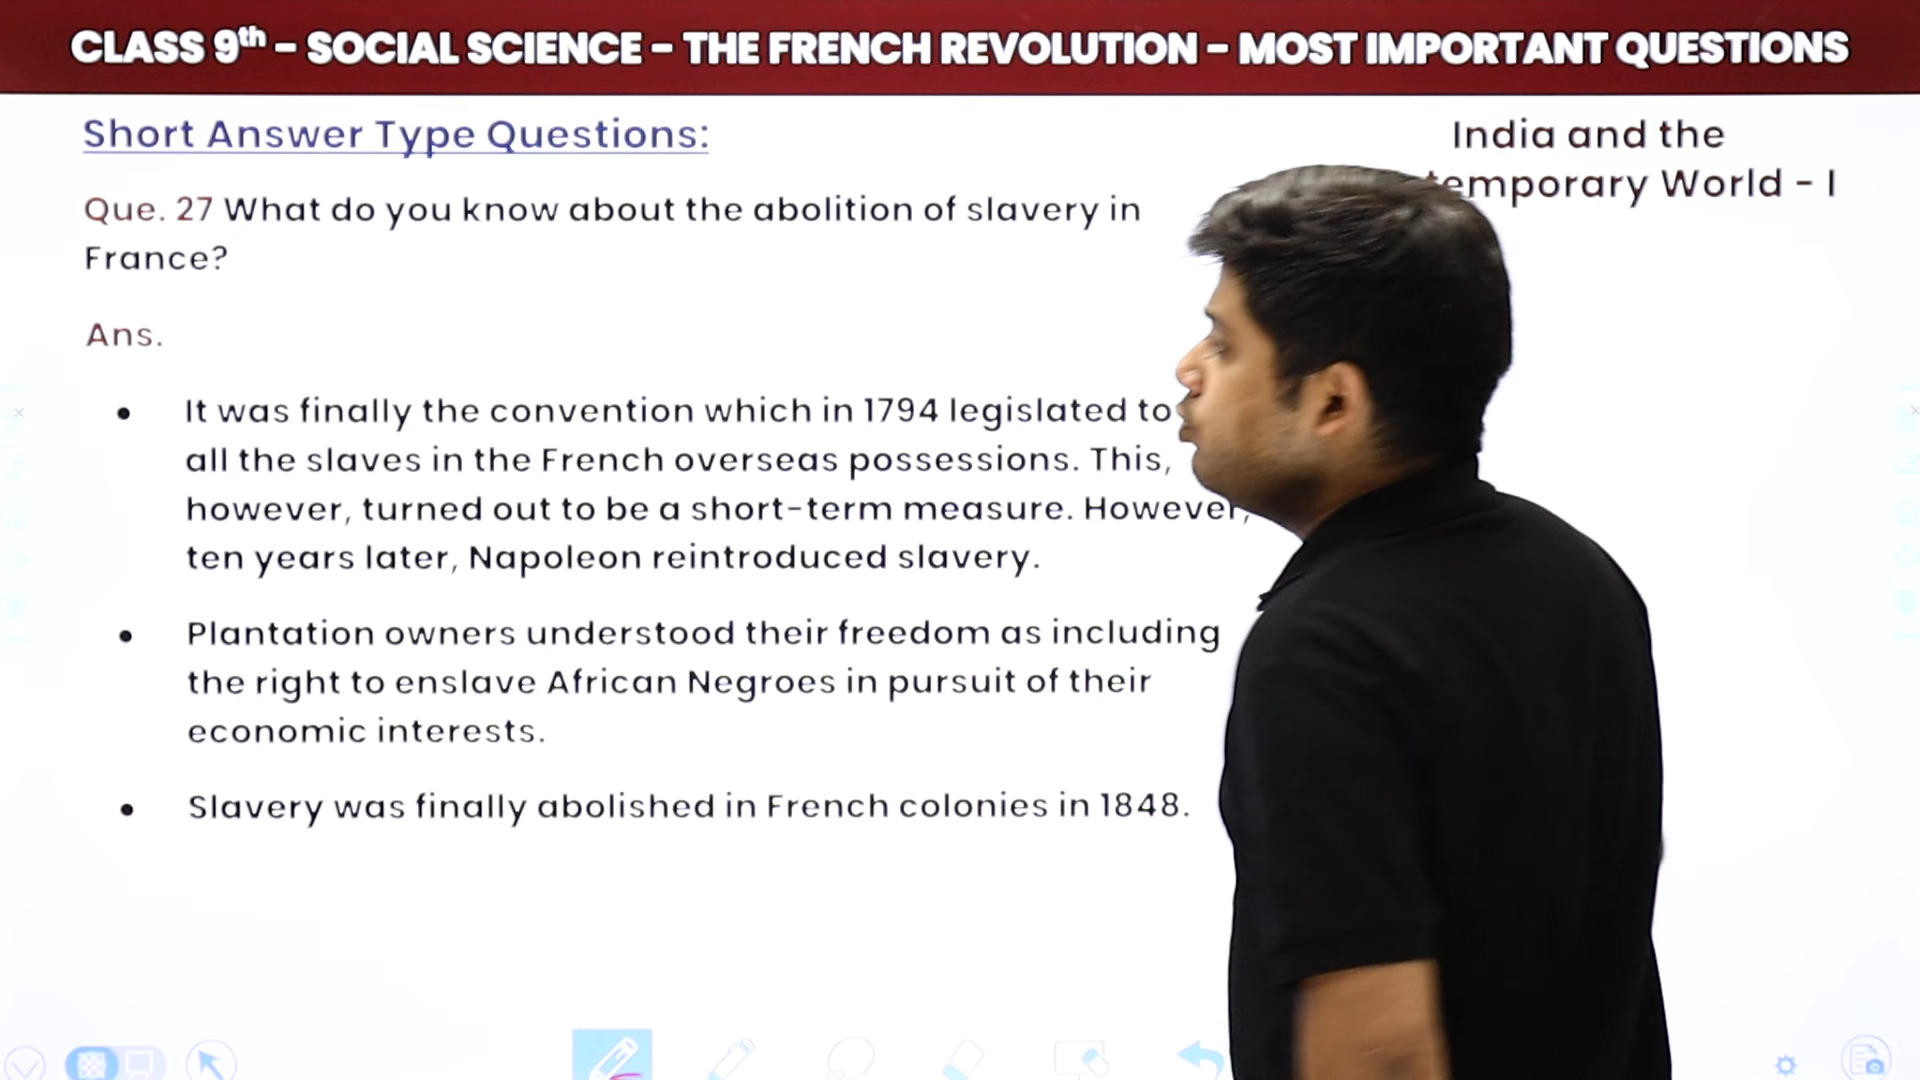 CLASS 9th – SOCIAL SCIENCE – THE FRENCH REVOLUTION – MOST IMPORTANT QUESTIONS
Short Answer Type Questions:
India and the
temporary World - I
Que. 27 What do you know about the abolition of slavery in
France?
Ans.
• It was finally the convention which in 1794 legislated to
all the slaves in the French overseas possessions. This,
however, turned out to be a short-term measure. However,
ten years later, Napoleon reintroduced slavery.
• Plantation owners understood their freedom as including
the right to enslave African Negroes in pursuit of their
economic interests.
• Slavery was finally abolished in French colonies in 1848.